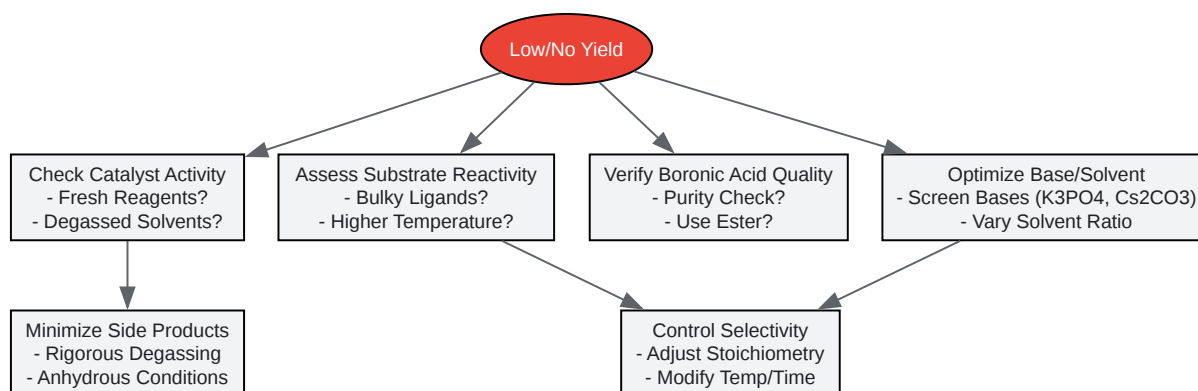 Low/No Yield
Check Catalyst Activity
- Fresh Reagents?
- Degassed Solvents?
Assess Substrate Reactivity
- Bulky Ligands?
- Higher Temperature?
Verify Boronic Acid Quality
- Purity Check?
- Use Ester?
Optimize Base/Solvent
- Screen Bases (K3PO4, Cs2CO3)
- Vary Solvent Ratio
Minimize Side Products
- Rigorous Degassing
- Anhydrous Conditions
Control Selectivity
- Adjust Stoichiometry
- Modify Temp/Time